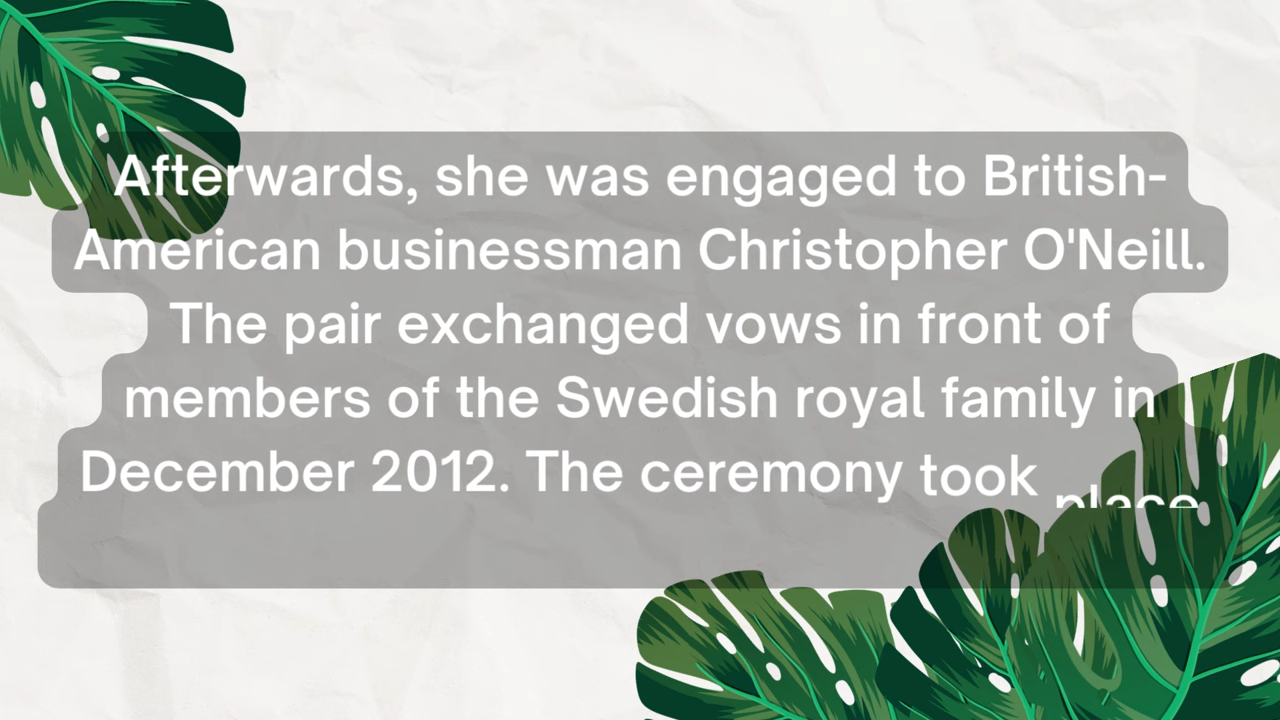 Afterwards, she was engaged to British-
American businessman Christopher O'Neill.
The pair exchanged vows in front of
members of the Swedish royal family in
December 2012. The ceremony took place